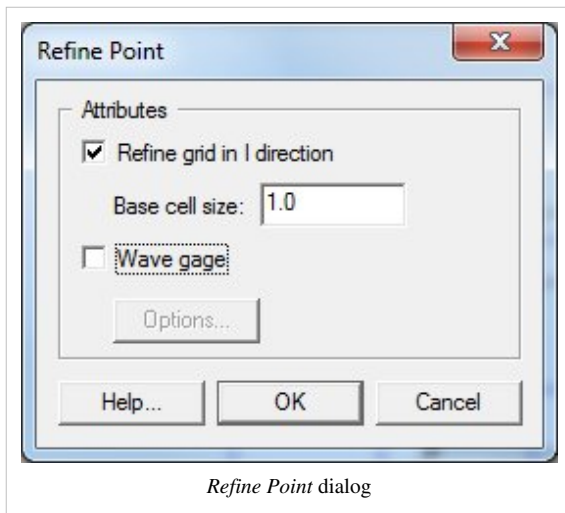 Refine Point
Attributes
Refine grid in I direction
Base cell size: 1.0
Wave gage
Options...
Help... OK Cancel
Refine Point dialog